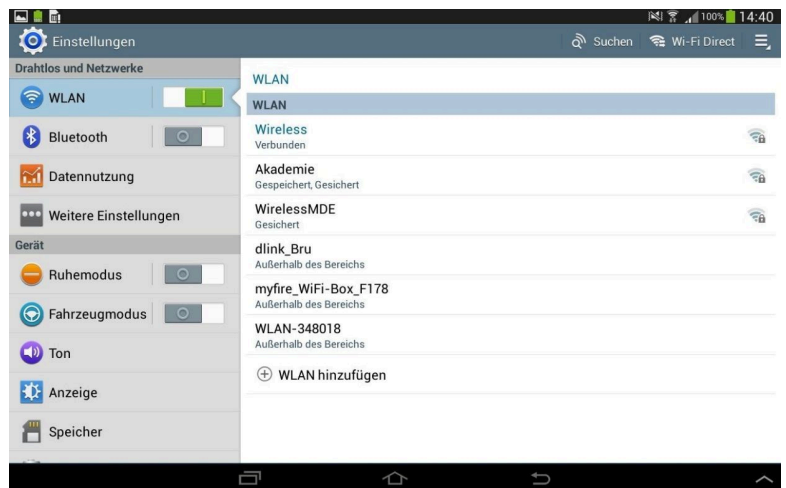 100% 14:40
Einstellungen
Suchen
Wi-Fi Direct
Drahtlos und Netzwerke
WLAN
Bluetooth
Datennutzung
Weitere Einstellungen
Gerät
Ruhemodus
Fahrzeugmodus
Ton
Anzeige
Speicher
WLAN
WLAN
Wireless
Verbunden
Akademie
Gespeichert, Gesichert
WirelessMDE
Gesichert
dlink_Bru
Außerhalb des Bereichs
myfire_WiFi-Box_F178
Außerhalb des Bereichs
WLAN-348018
Außerhalb des Bereichs
WLAN hinzufügen